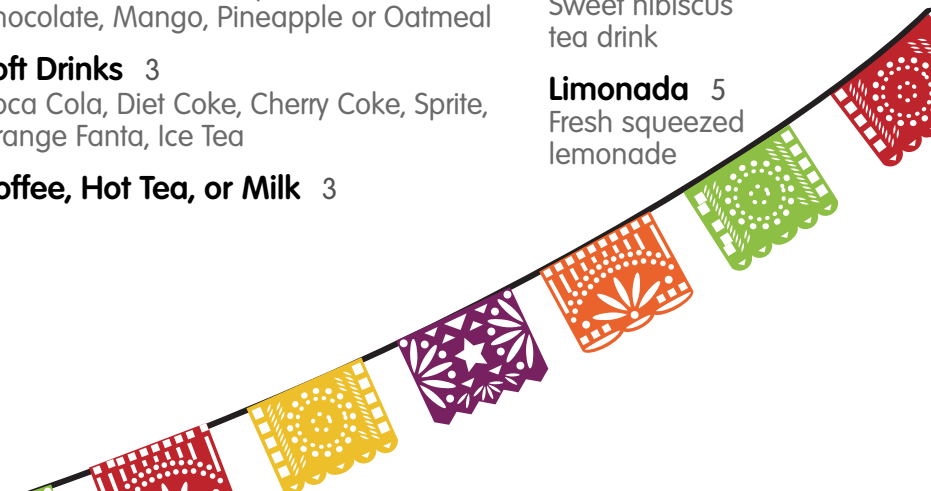 hocolate, Mango, Pineapple or Oatmeal
oft Drinks 3
oca Cola, Diet Coke, Cherry Coke, Sprite,
range Fanta, Ice Tea
offee, Hot Tea, or Milk 3
Sweet hibiscus
tea drink
Limonada 5
Fresh squeezed
lemonade